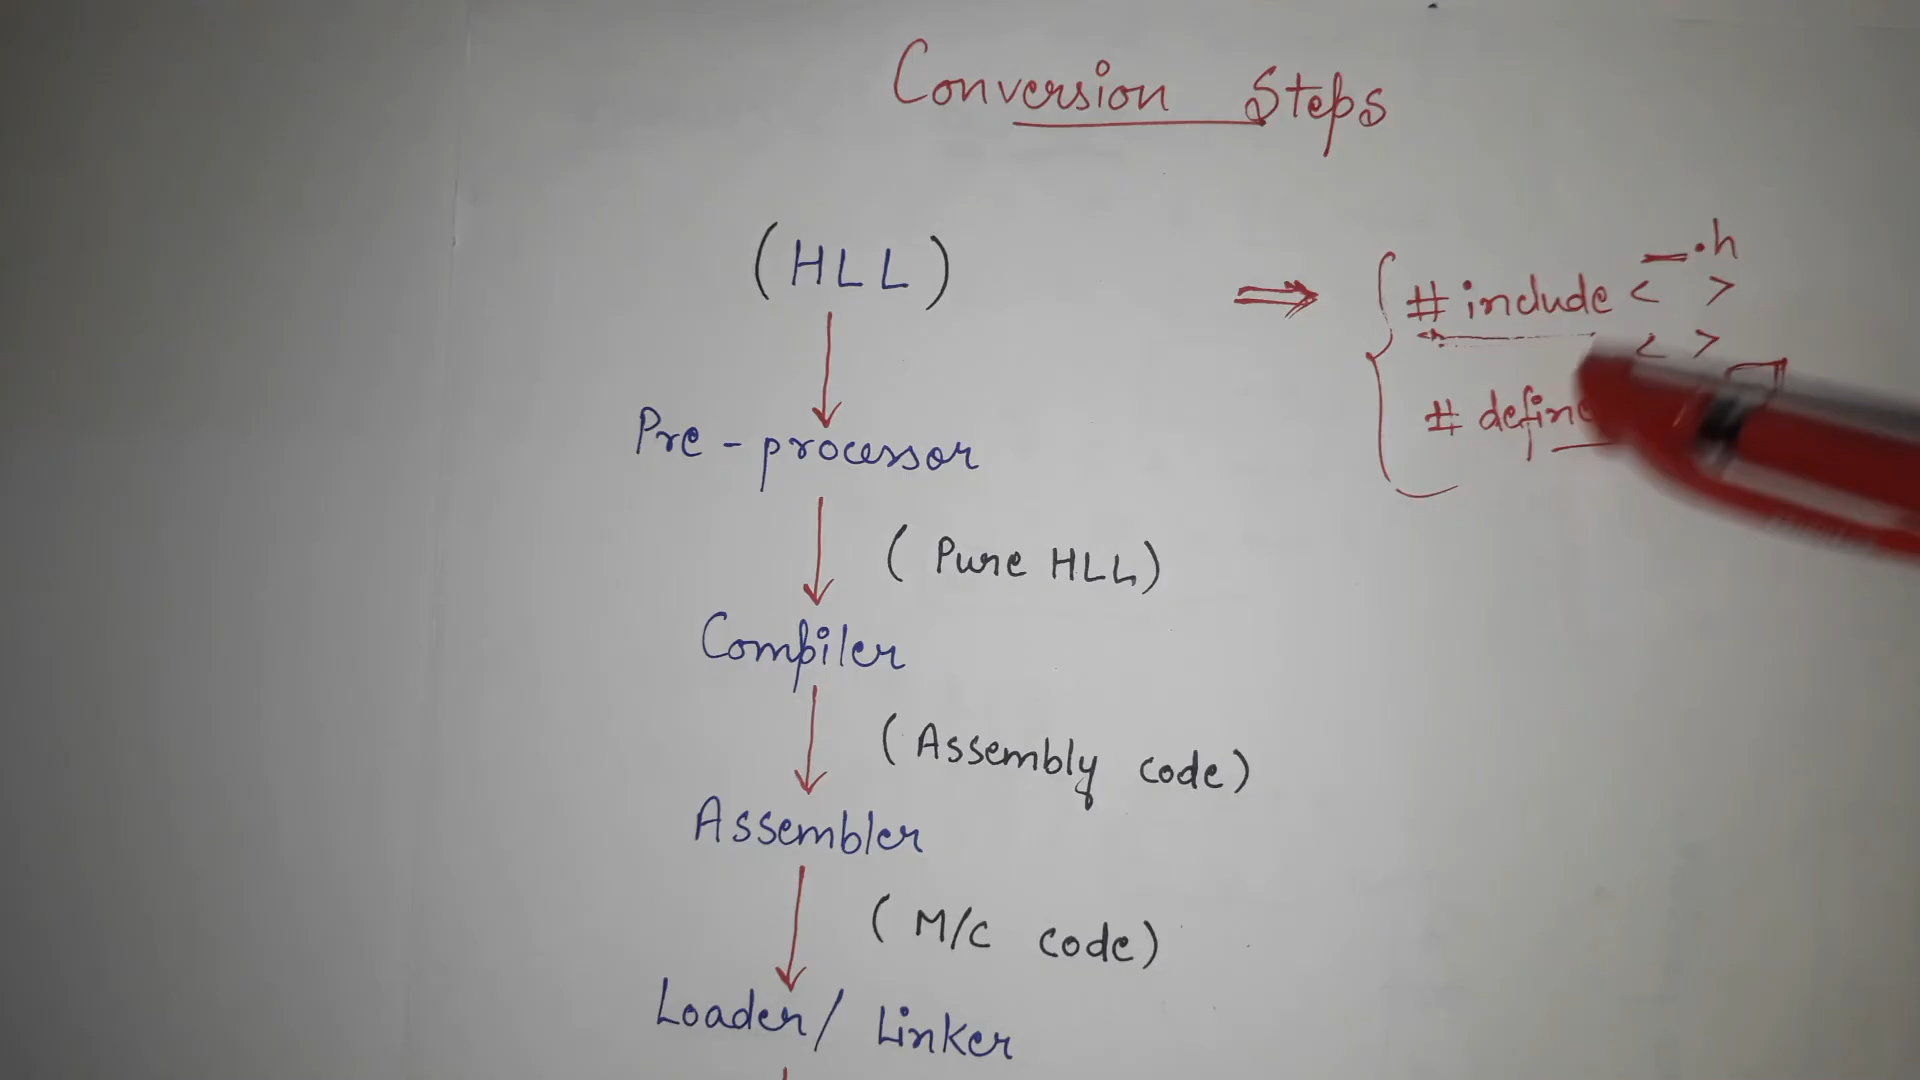 Conversion Steps
(HLL)
⇒ { #include < _.h >
< >
# define
Pre-processor
(Pure HLL)
Compiler
(Assembly code)
Assembler
(M/C code)
Loader/ Linker